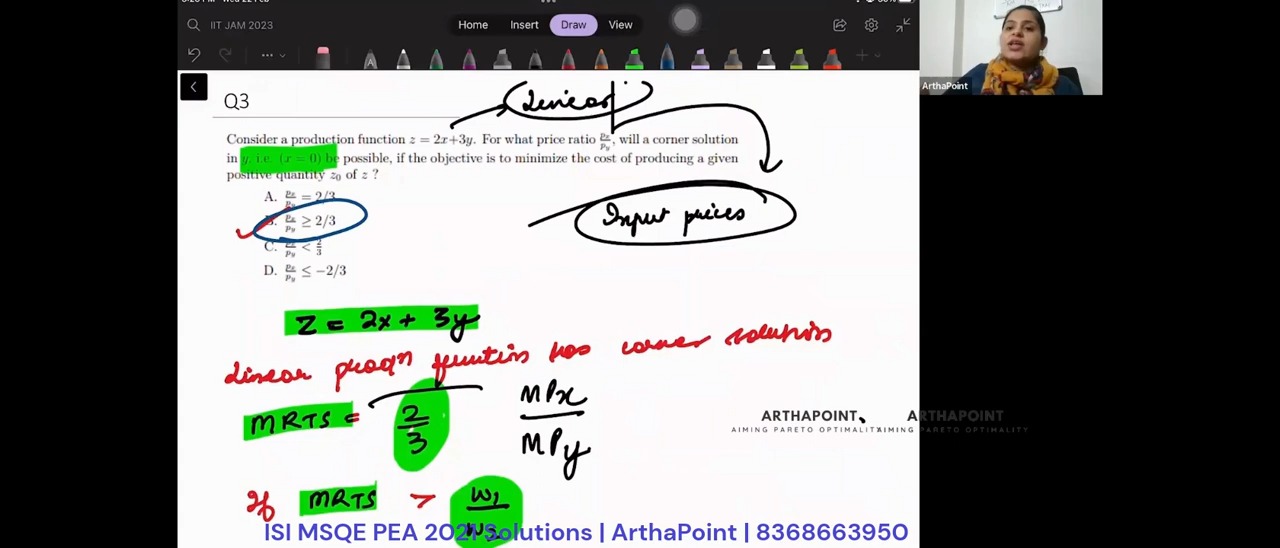 IIT JAM 2023
Home Insert Draw View
ArthaPoint
Q3
Linear
Consider a production function z = 2x+3y. For what price ratio px/py, will a corner solution
in y, i.e. (x = 0) be possible, if the objective is to minimize the cost of producing a given
positive quantity z0 of z ?
A. px/py = 2/3
B. px/py ≥ 2/3
C. px/py < 2/3
D. px/py ≤ −2/3
Input prices
Z = 2x + 3y
Linear prodn function has corner solution
MRTS = 2/3 MPx/MPy
ARTHAPOINT
AIMING PARETO OPTIMALITY
ARTHAPOINT
AIMING PARETO OPTIMALITY
If MRTS > w1/w2
ISI MSQE PEA 2021 Solutions | ArthaPoint | 8368663950